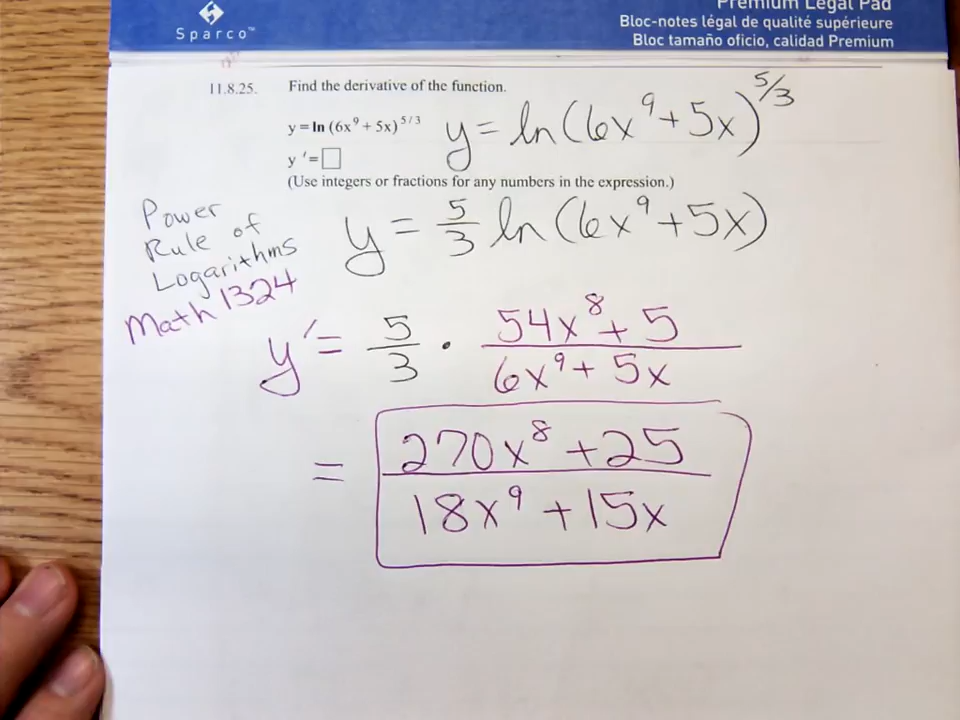 Sparco™
Premium Legal Pad
Bloc-notes légal de qualité supérieure
Bloc tamaño oficio, calidad Premium
11.8.25. Find the derivative of the function.
y = ln (6x⁹ + 5x)⁵/³
y = ln(6x⁹+5x)^5/3
y ' = □
(Use integers or fractions for any numbers in the expression.)
Power
Rule of
Logarithms
Math 1324
y = 5/3 ln (6x⁹+5x)
y' = 5/3 · (54x⁸+5)/(6x⁹+5x)
= (270x⁸+25)/(18x⁹+15x)